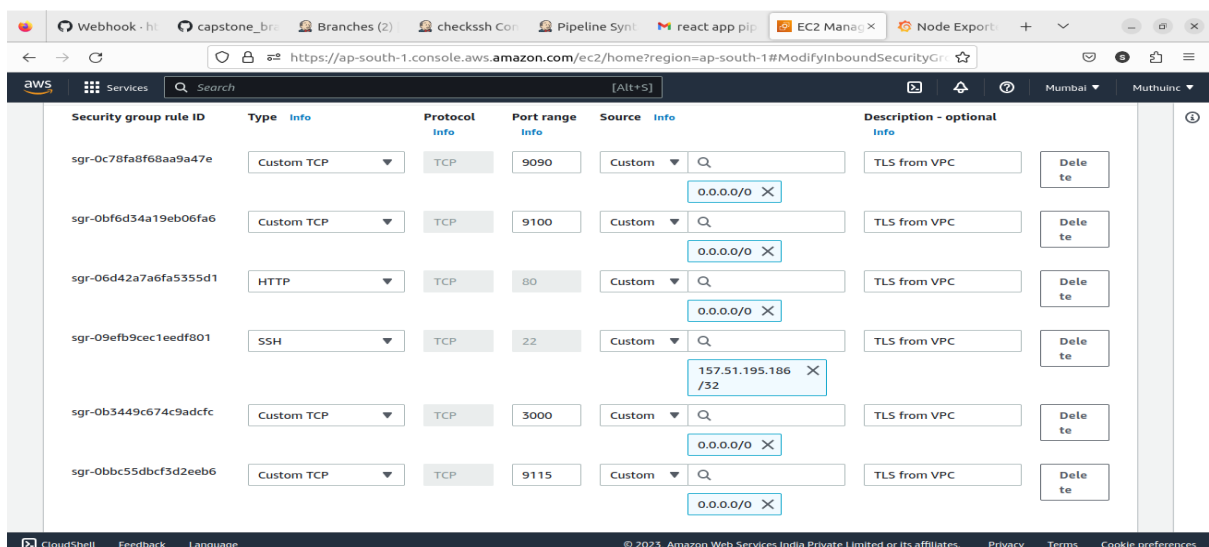 Webhook · ht
capstone_bra
Branches (2)
checkssh Con
Pipeline Synt
react app pip
EC2 Manag
Node Exporte
https://ap-south-1.console.aws.amazon.com/ec2/home?region=ap-south-1#ModifyInboundSecurityGr
aws Services Search [Alt+S] Mumbai Muthuinc
Security group rule ID Type Info Protocol Info Port range Info Source Info Description - optional Info
sgr-0c78fa8f68aa9a47e Custom TCP TCP 9090 Custom TLS from VPC Dele te
0.0.0.0/0
sgr-0bf6d34a19eb06fa6 Custom TCP TCP 9100 Custom TLS from VPC Dele te
0.0.0.0/0
sgr-06d42a7a6fa5355d1 HTTP TCP 80 Custom TLS from VPC Dele te
0.0.0.0/0
sgr-09efb9cec1eedf801 SSH TCP 22 Custom TLS from VPC Dele te
157.51.195.186
/32
sgr-0b3449c674c9adcfc Custom TCP TCP 3000 Custom TLS from VPC Dele te
0.0.0.0/0
sgr-0bbc55dbcf3d2eeb6 Custom TCP TCP 9115 Custom TLS from VPC Dele te
0.0.0.0/0
CloudShell Feedback Language © 2023, Amazon Web Services India Private Limited or its affiliates. Privacy Terms Cookie preferences